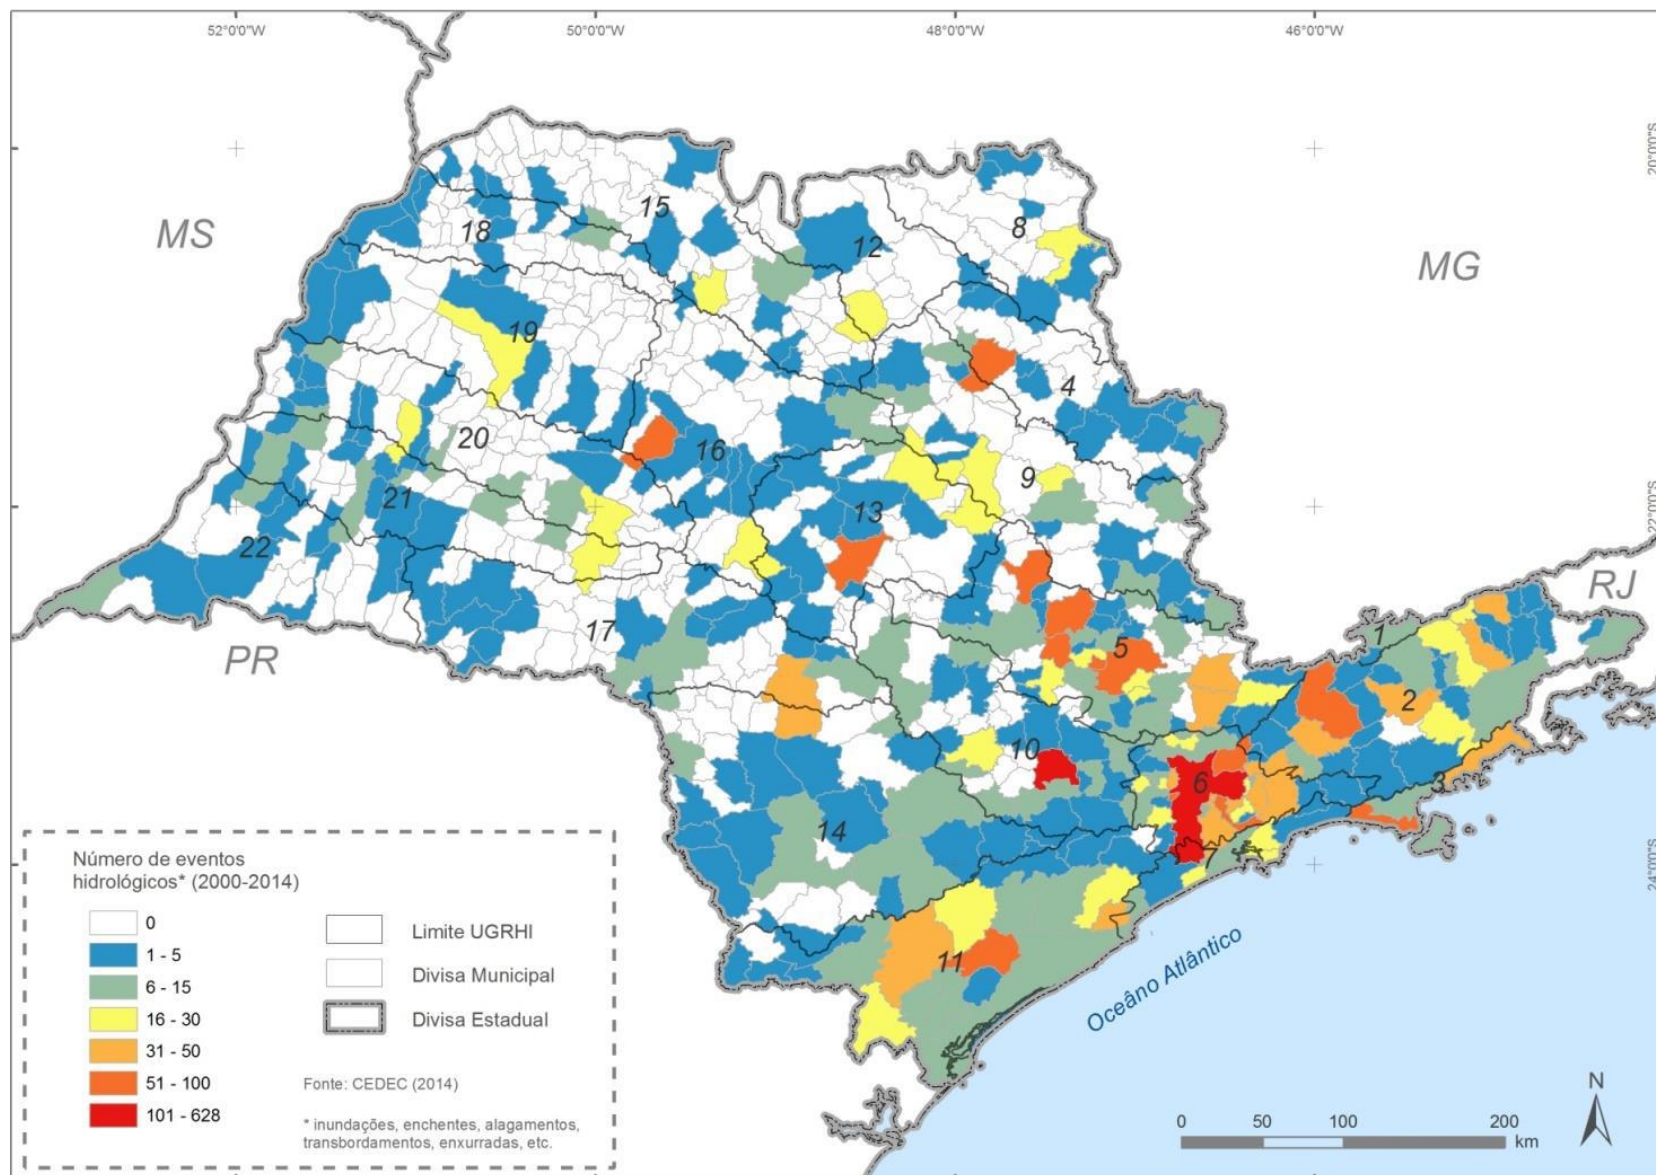 52°0'0"W
50°0'0"W
48°0'0"W
46°0'0"W
20°0'0"S
22°0'0"S
24°0'0"S
MS
MG
RJ
PR
15
18
12
8
19
4
20
16
9
21
13
22
17
5
1
2
10
6
3
14
7
11
Oceâno Atlântico
Número de eventos
hidrológicos* (2000-2014)
0
1 - 5
6 - 15
16 - 30
31 - 50
51 - 100
101 - 628
Limite UGRHI
Divisa Municipal
Divisa Estadual
Fonte: CEDEC (2014)
* inundações, enchentes, alagamentos,
transbordamentos, enxurradas, etc.
N
0 50 100 200
km